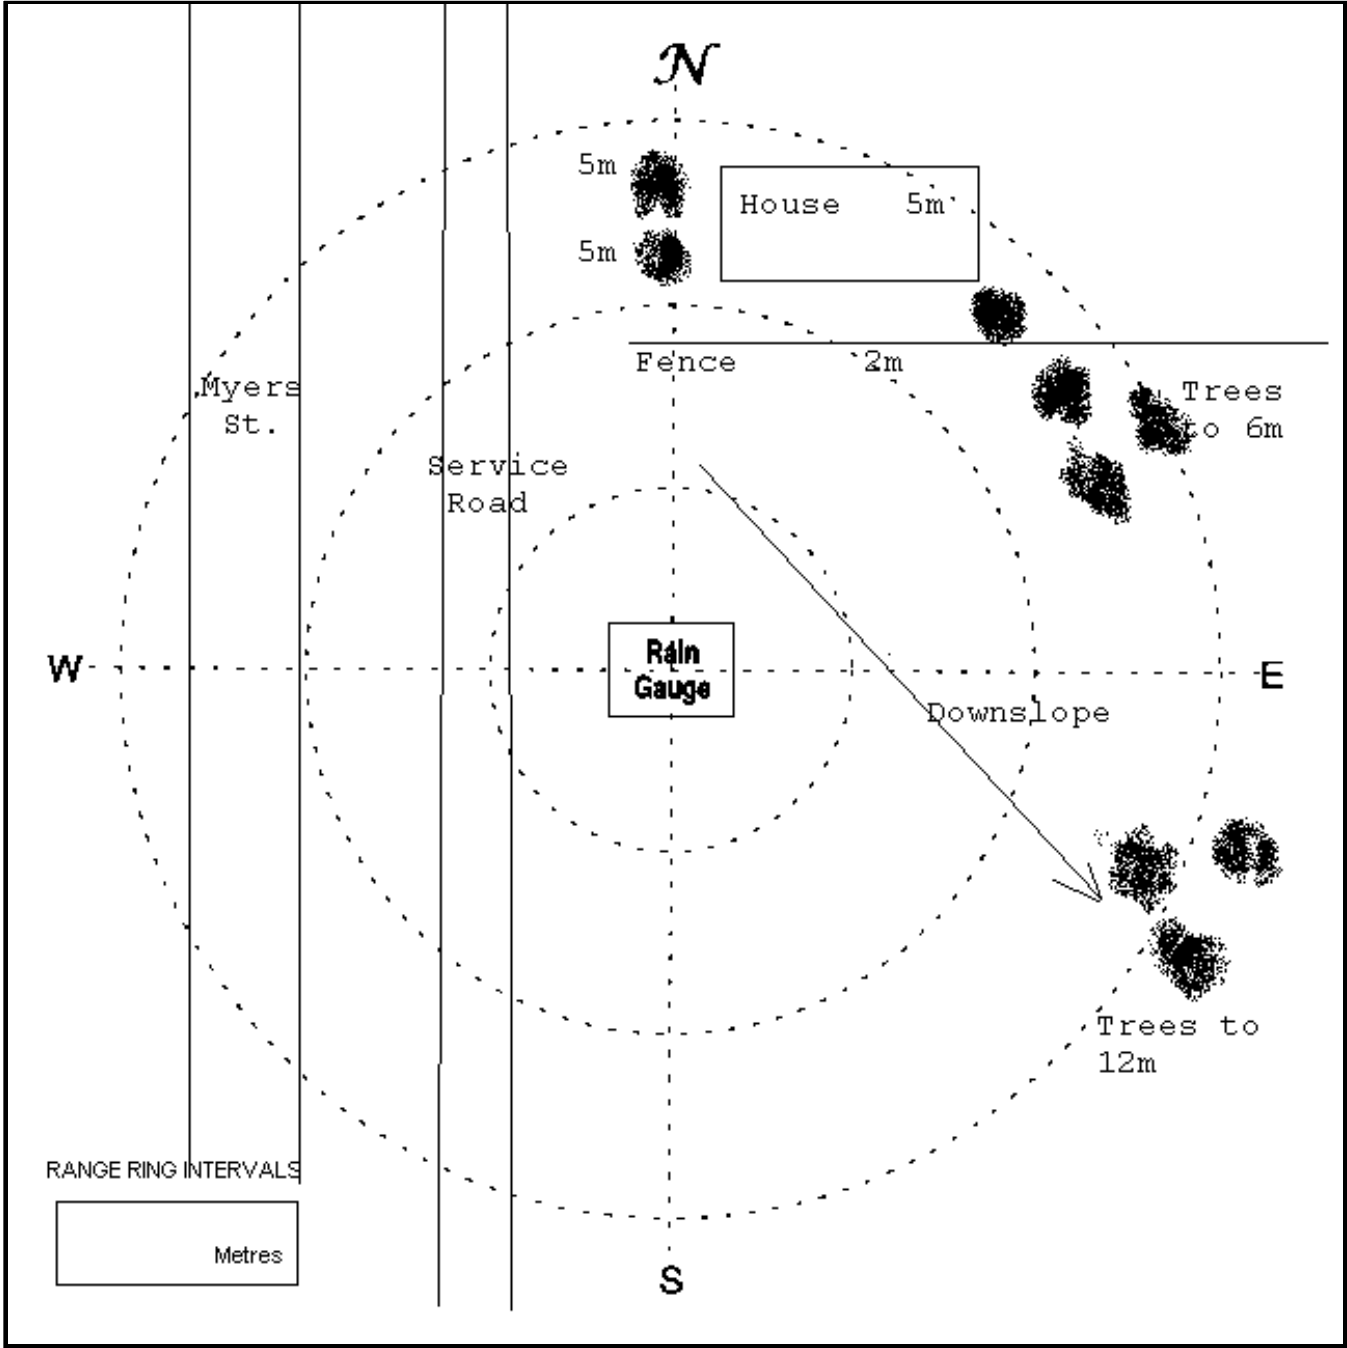 N
5m
House 5m
5m
Fence 2m
Myers
St.
Trees
to 6m
Service
Road
W
Rain
Gauge
E
Downslope
Trees to
12m
RANGE RING INTERVALS
Metres
S